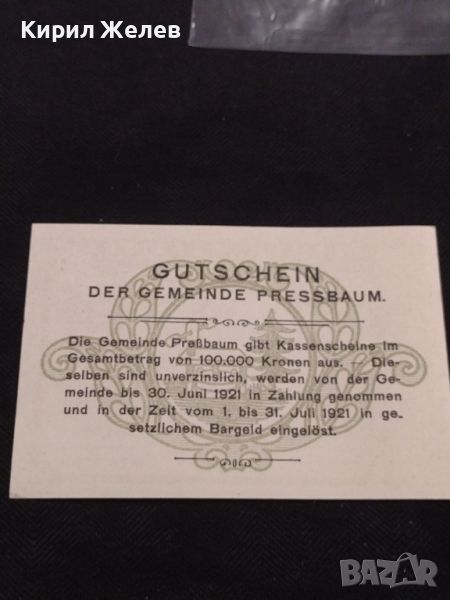 Кирил Желев
GUTSCHEIN
DER GEMEINDE PRESSBAUM.
Die Gemeinde Preßbaum gibt Kassenscheine im
Gesamtbetrag von 100.000 Kronen aus. — Die-
selben sind unverzinslich, werden von der Ge-
meinde bis 30. Juni 1921 in Zahlung genommen
und in der Zeit vom 1. bis 31. Juli 1921 in ge-
setzlichem Bargeld eingelöst.
BAZAR